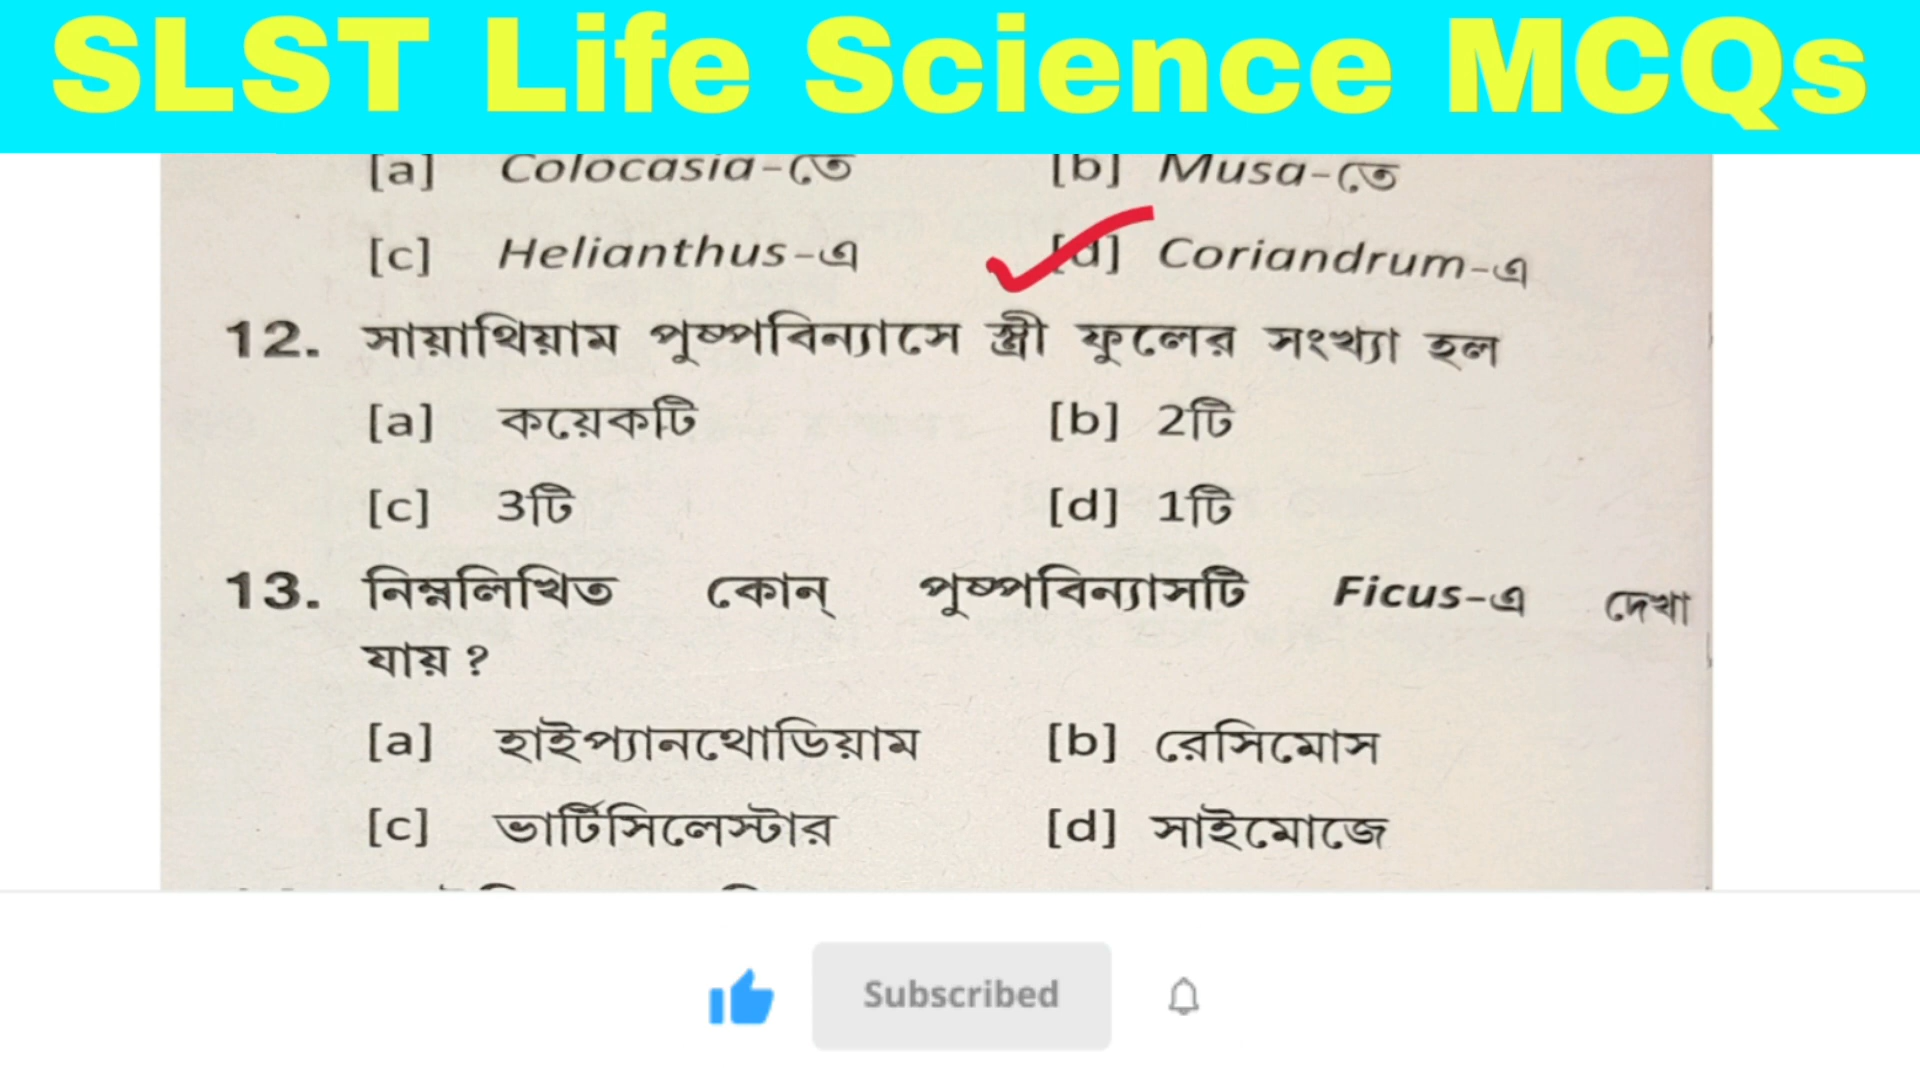 SLST Life Science MCQs
[a] Colocasia-তে [b] Musa-তে
[c] Helianthus-এ [d] Coriandrum-এ
12. সায়াথিয়াম পুষ্পবিন্যাসে স্ত্রী ফুলের সংখ্যা হল
[a] কয়েকটি [b] 2টি
[c] 3টি [d] 1টি
13. নিম্নলিখিত কোন্ পুষ্পবিন্যাসটি Ficus-এ দেখা
যায় ?
[a] হাইপ্যানথোডিয়াম [b] রেসিমোস
[c] ভার্টিসিলেস্টার [d] সাইমোজে
Subscribed